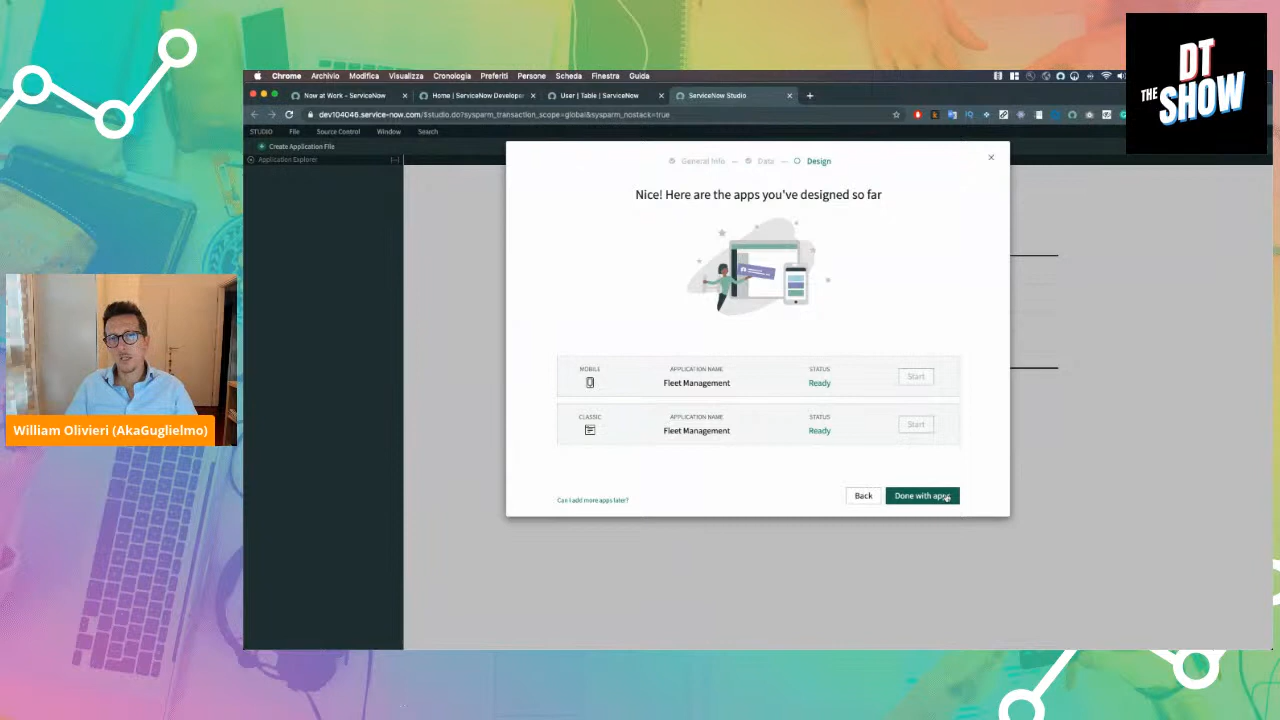 DT
THE SHOW
Chrome Archivio Modifica Visualizza Cronologia Preferiti Persone Scheda Finestra Guida
Now at Work – ServiceNow
Home | ServiceNow Develope
User | Table | ServiceNow
ServiceNow Studio
dev104046.service-now.com/$studio.do?sysparm_transaction_scope=global&sysparm_nostack=true
STUDIO File Source Control Window Search
Create Application File
Application Explorer
General Info Data Design
Nice! Here are the apps you've designed so far
MOBILE APPLICATION NAME STATUS
Fleet Management Ready Start
CLASSIC APPLICATION NAME STATUS
Fleet Management Ready Start
Can I add more apps later?
Back Done with apps
William Olivieri (AkaGuglielmo)